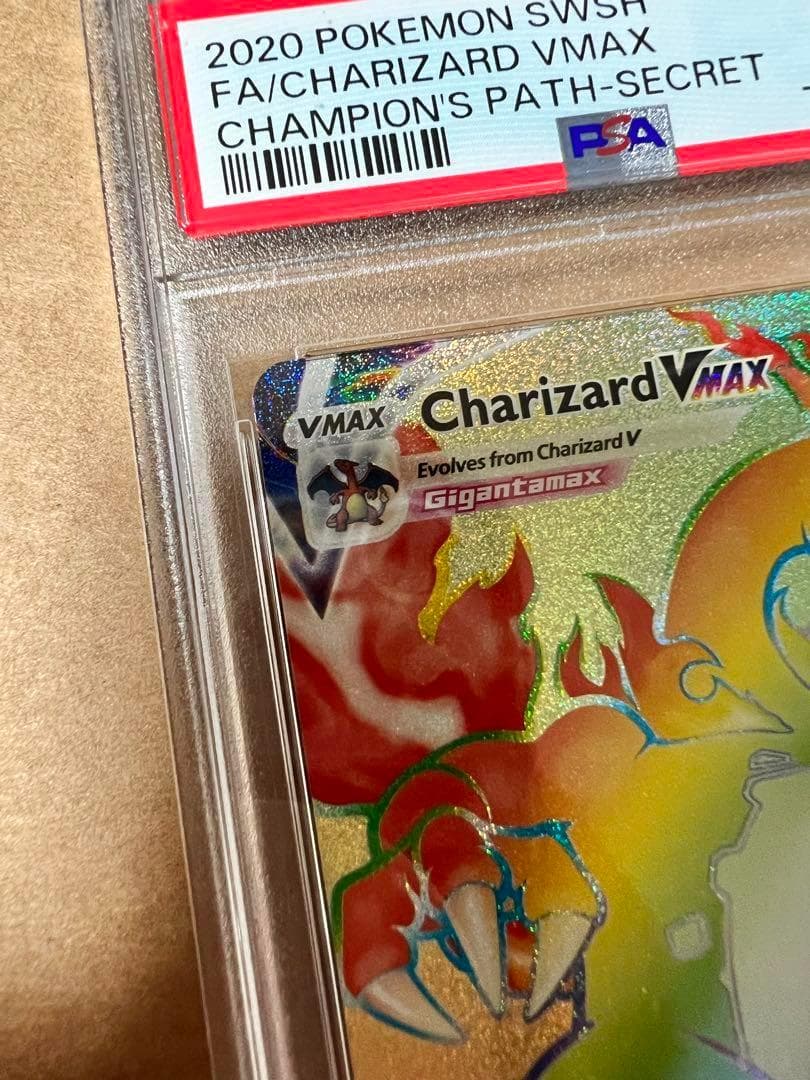 2020 POKEMON SWSH
FA/CHARIZARD VMAX
CHAMPION'S PATH-SECRET
PSA
VMAX
Charizard VMAX
Evolves from Charizard V
Gigantamax